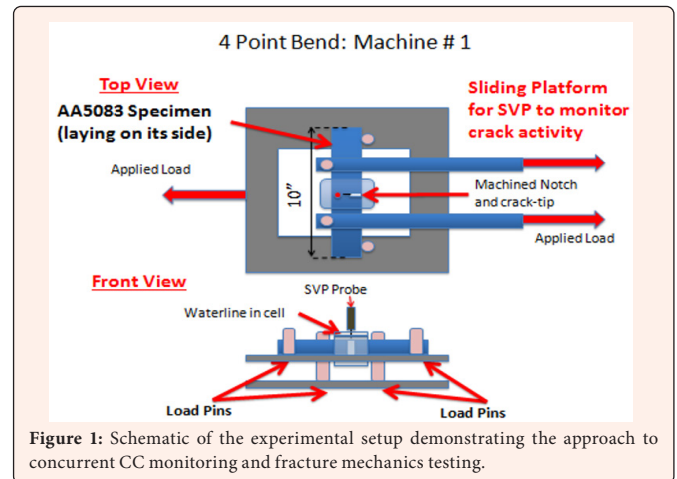 4 Point Bend: Machine # 1
Top View
AA5083 Specimen
(laying on its side)
Sliding Platform
for SVP to monitor
crack activity
Applied Load
10”
Machined Notch
and crack-tip
Applied Load
Front View
SVP Probe
Waterline in cell
Load Pins
Load Pins
Figure 1: Schematic of the experimental setup demonstrating the approach to
concurrent CC monitoring and fracture mechanics testing.